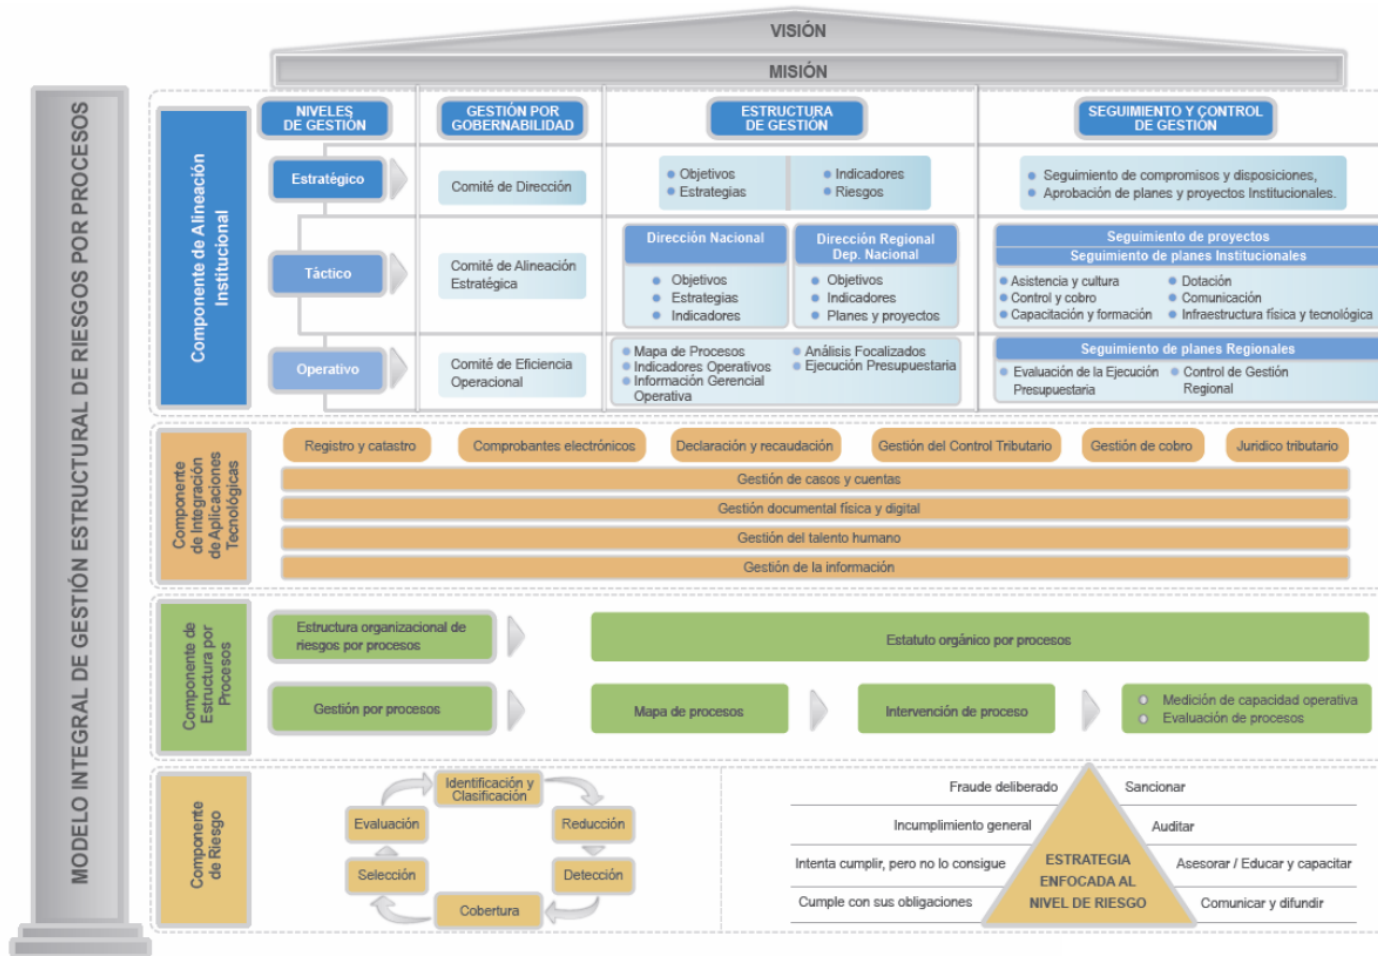 VISIÓN
MISIÓN
MODELO INTEGRAL DE GESTIÓN ESTRUCTURAL DE RIESGOS POR PROCESOS
Componente de Alineación
Institucional
NIVELES
DE GESTIÓN
GESTIÓN POR
GOBERNABILIDAD
ESTRUCTURA
DE GESTIÓN
SEGUIMIENTO Y CONTROL
DE GESTIÓN
Estratégico
Comité de Dirección
Objetivos
Estrategias
Indicadores
Riesgos
Seguimiento de compromisos y disposiciones,
Aprobación de planes y proyectos Institucionales.
Táctico
Comité de Alineación
Estratégica
Dirección Nacional
Objetivos
Estrategias
Indicadores
Dirección Regional
Dep. Nacional
Objetivos
Indicadores
Planes y proyectos
Seguimiento de proyectos
Seguimiento de planes Institucionales
Asistencia y cultura
Control y cobro
Capacitación y formación
Dotación
Comunicación
Infraestructura física y tecnológica
Operativo
Comité de Eficiencia
Operacional
Mapa de Procesos
Indicadores Operativos
Información Gerencial
Operativa
Análisis Focalizados
Ejecución Presupuestaria
Seguimiento de planes Regionales
Evaluación de la Ejecución
Presupuestaria
Control de Gestión
Regional
Componente
de Integración
de Aplicaciones
Tecnológicas
Registro y catastro
Comprobantes electrónicos
Declaración y recaudación
Gestión del Control Tributario
Gestión de cobro
Juridico tributario
Gestión de casos y cuentas
Gestión documental física y digital
Gestión del talento humano
Gestión de la información
Componente de
Estructura por
Procesos
Estructura organizacional de
riesgos por procesos
Estatuto orgánico por procesos
Gestión por procesos
Mapa de procesos
Intervención de proceso
Medición de capacidad operativa
Evaluación de procesos
Componente
de Riesgo
Identificación y
Clasificación
Reducción
Detección
Cobertura
Selección
Evaluación
Fraude deliberado
Sancionar
Incumplimiento general
Auditar
Intenta cumplir, pero no lo consigue
Asesorar / Educar y capacitar
Cumple con sus obligaciones
Comunicar y difundir
ESTRATEGIA
ENFOCADA AL
NIVEL DE RIESGO